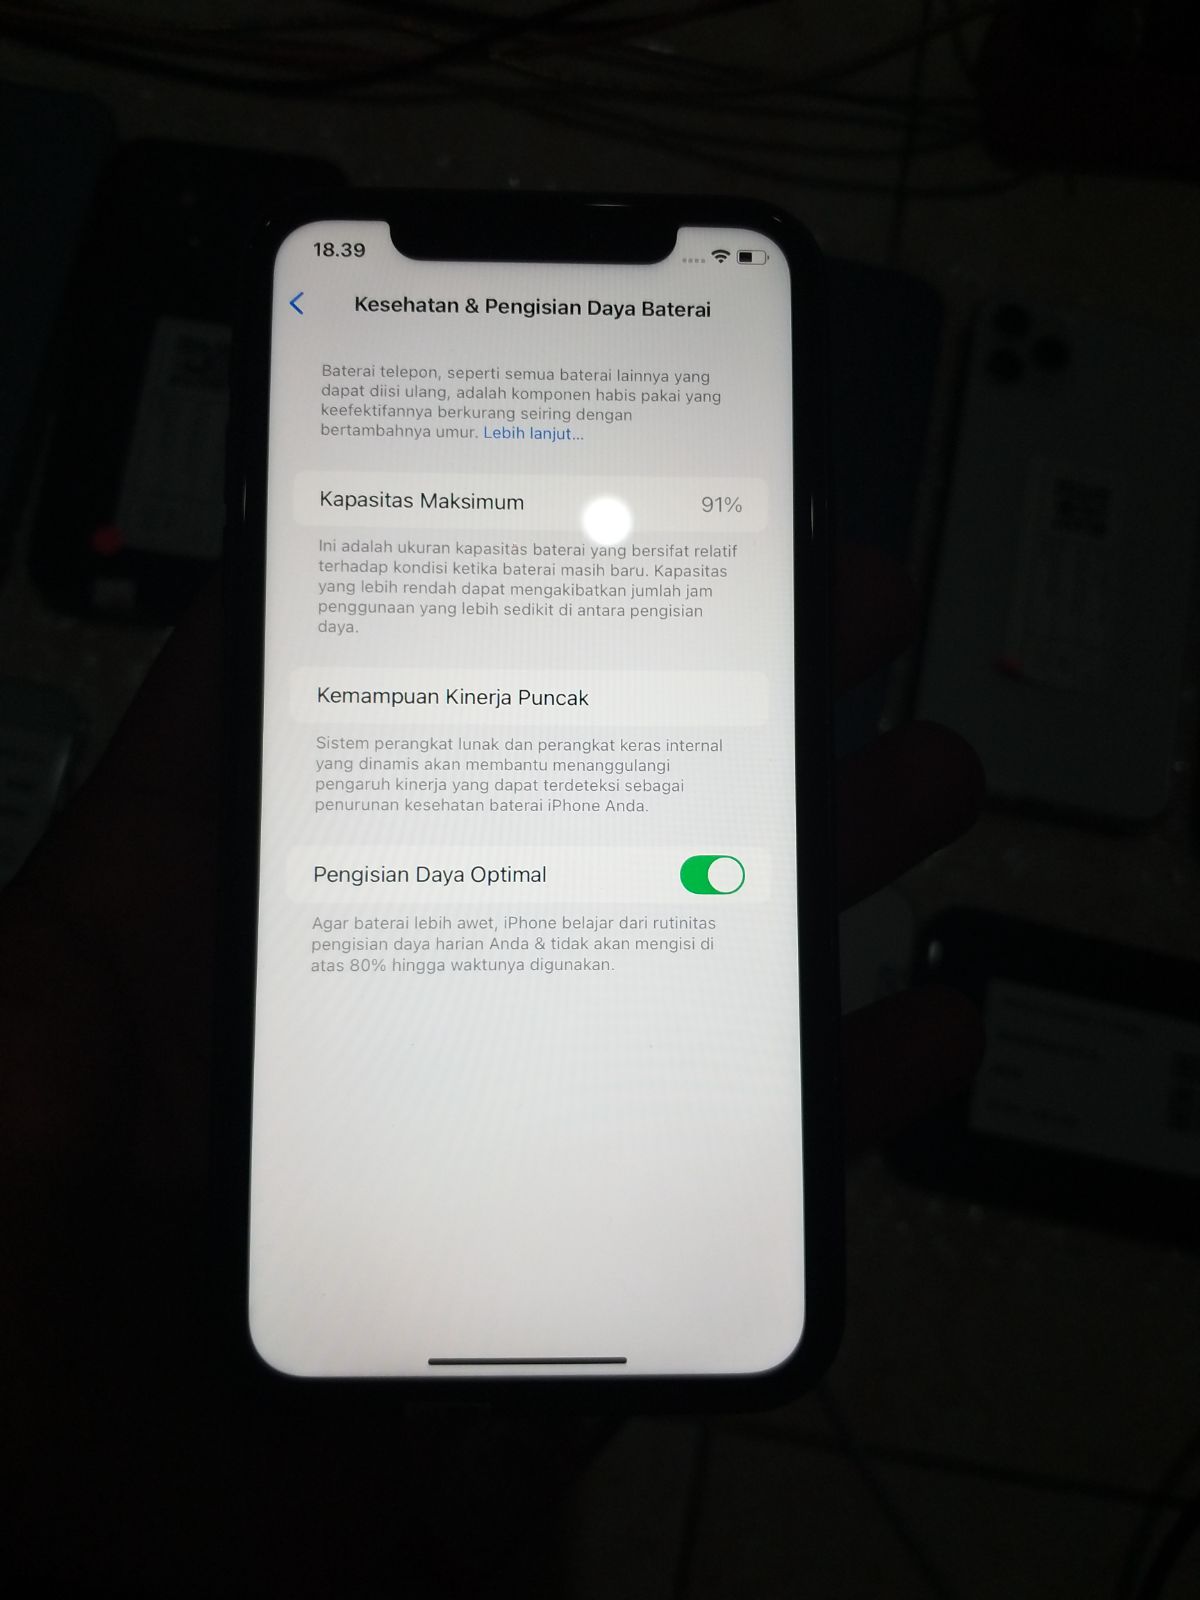 18.39
Kesehatan & Pengisian Daya Baterai
Baterai telepon, seperti semua baterai lainnya yang
dapat diisi ulang, adalah komponen habis pakai yang
keefektifannya berkurang seiring dengan
bertambahnya umur. Lebih lanjut...
Kapasitas Maksimum 91%
Ini adalah ukuran kapasitas baterai yang bersifat relatif
terhadap kondisi ketika baterai masih baru. Kapasitas
yang lebih rendah dapat mengakibatkan jumlah jam
penggunaan yang lebih sedikit di antara pengisian
daya.
Kemampuan Kinerja Puncak
Sistem perangkat lunak dan perangkat keras internal
yang dinamis akan membantu menanggulangi
pengaruh kinerja yang dapat terdeteksi sebagai
penurunan kesehatan baterai iPhone Anda.
Pengisian Daya Optimal
Agar baterai lebih awet, iPhone belajar dari rutinitas
pengisian daya harian Anda & tidak akan mengisi di
atas 80% hingga waktunya digunakan.